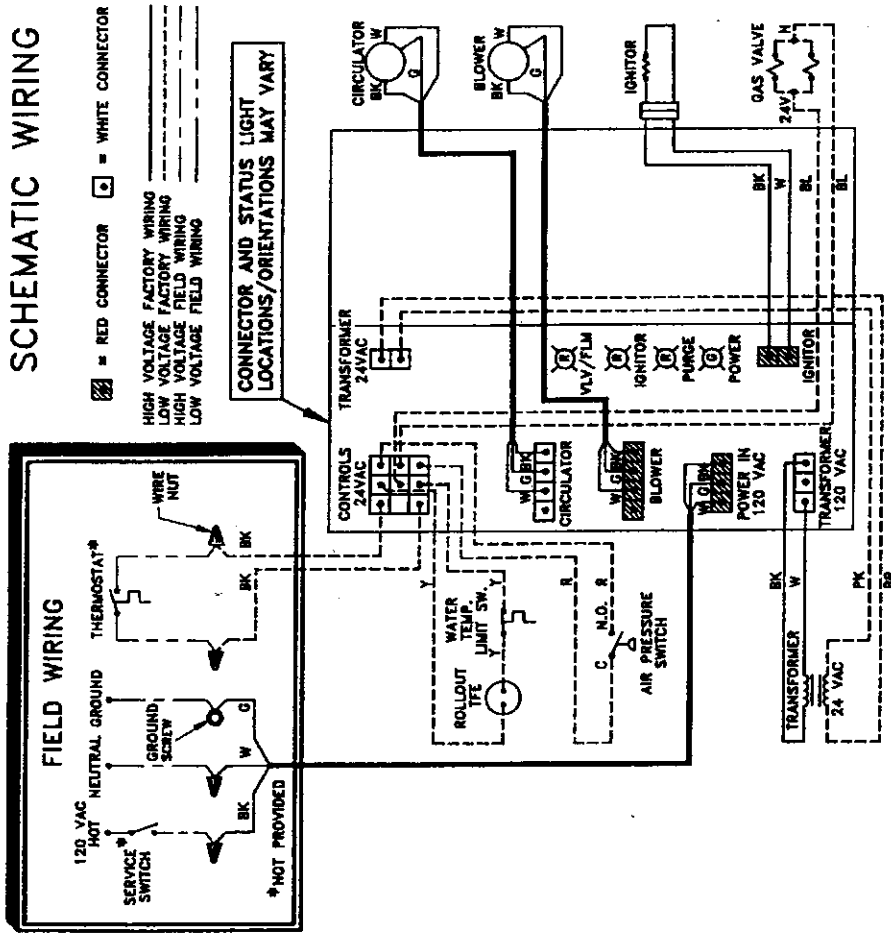 SCHEMATIC WIRING
= RED CONNECTOR
= WHITE CONNECTOR
HIGH VOLTAGE FACTORY WIRING
LOW VOLTAGE FACTORY WIRING
HIGH VOLTAGE FIELD WIRING
LOW VOLTAGE FIELD WIRING
CONNECTOR AND STATUS LIGHT
LOCATIONS/ORIENTATIONS MAY VARY
FIELD WIRING
120 VAC
HOT
NEUTRAL
GROUND
THERMOSTAT*
WIRE
NUT
SERVICE*
SWITCH
GROUND
SCREW
BK
W
G
BK
BK
*NOT PROVIDED
CONTROLS
24VAC
TRANSFORMER
24VAC
CIRCULATOR
BK
W
G
BLOWER
BK
W
G
IGNITOR
GAS VALVE
24V
N
BK
W
BL
BL
W G BK
CIRCULATOR
W G BK
BLOWER
W G BK
POWER IN
120 VAC
TRANSFORMER
120 VAC
R
VLV/FLM
R
IGNITOR
R
PURGE
G
POWER
IGNITOR
Y
WATER
TEMP.
LIMIT SW.
Y
Y
ROLLOUT
TFE
R
C
N.O.
R
AIR PRESSURE
SWITCH
BK
W
TRANSFORMER
24 VAC
PK